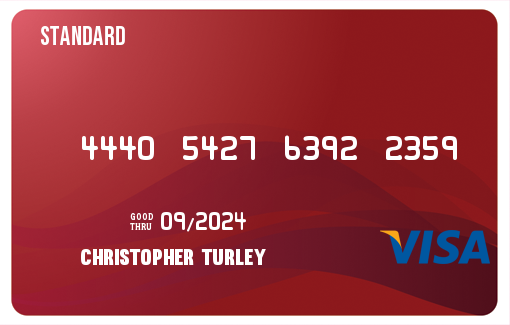 STANDARD
4440 5427 6392 2359
GOOD THRU 09/2024
CHRISTOPHER TURLEY
VISA